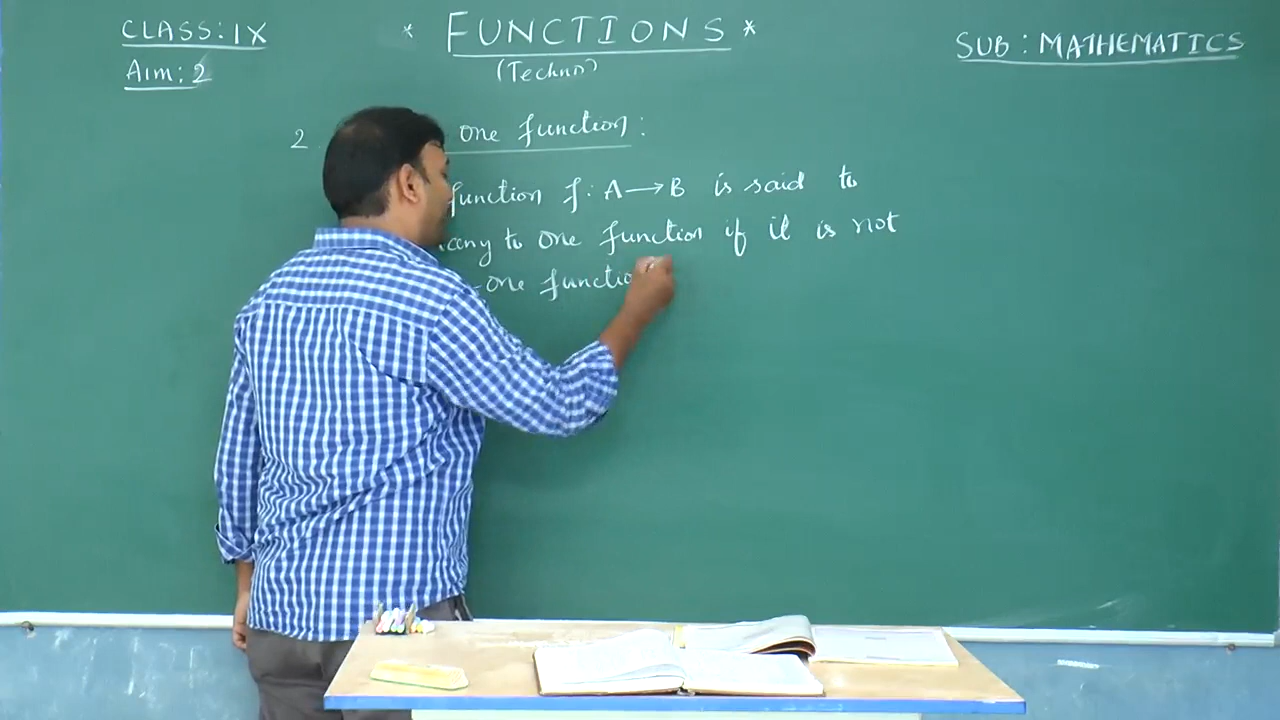 CLASS: IX
* FUNCTIONS *
SUB: MATHEMATICS
Aim: 2
(Techno)
2. one function:
function f: A → B is said to
to one function if it is not
-one function